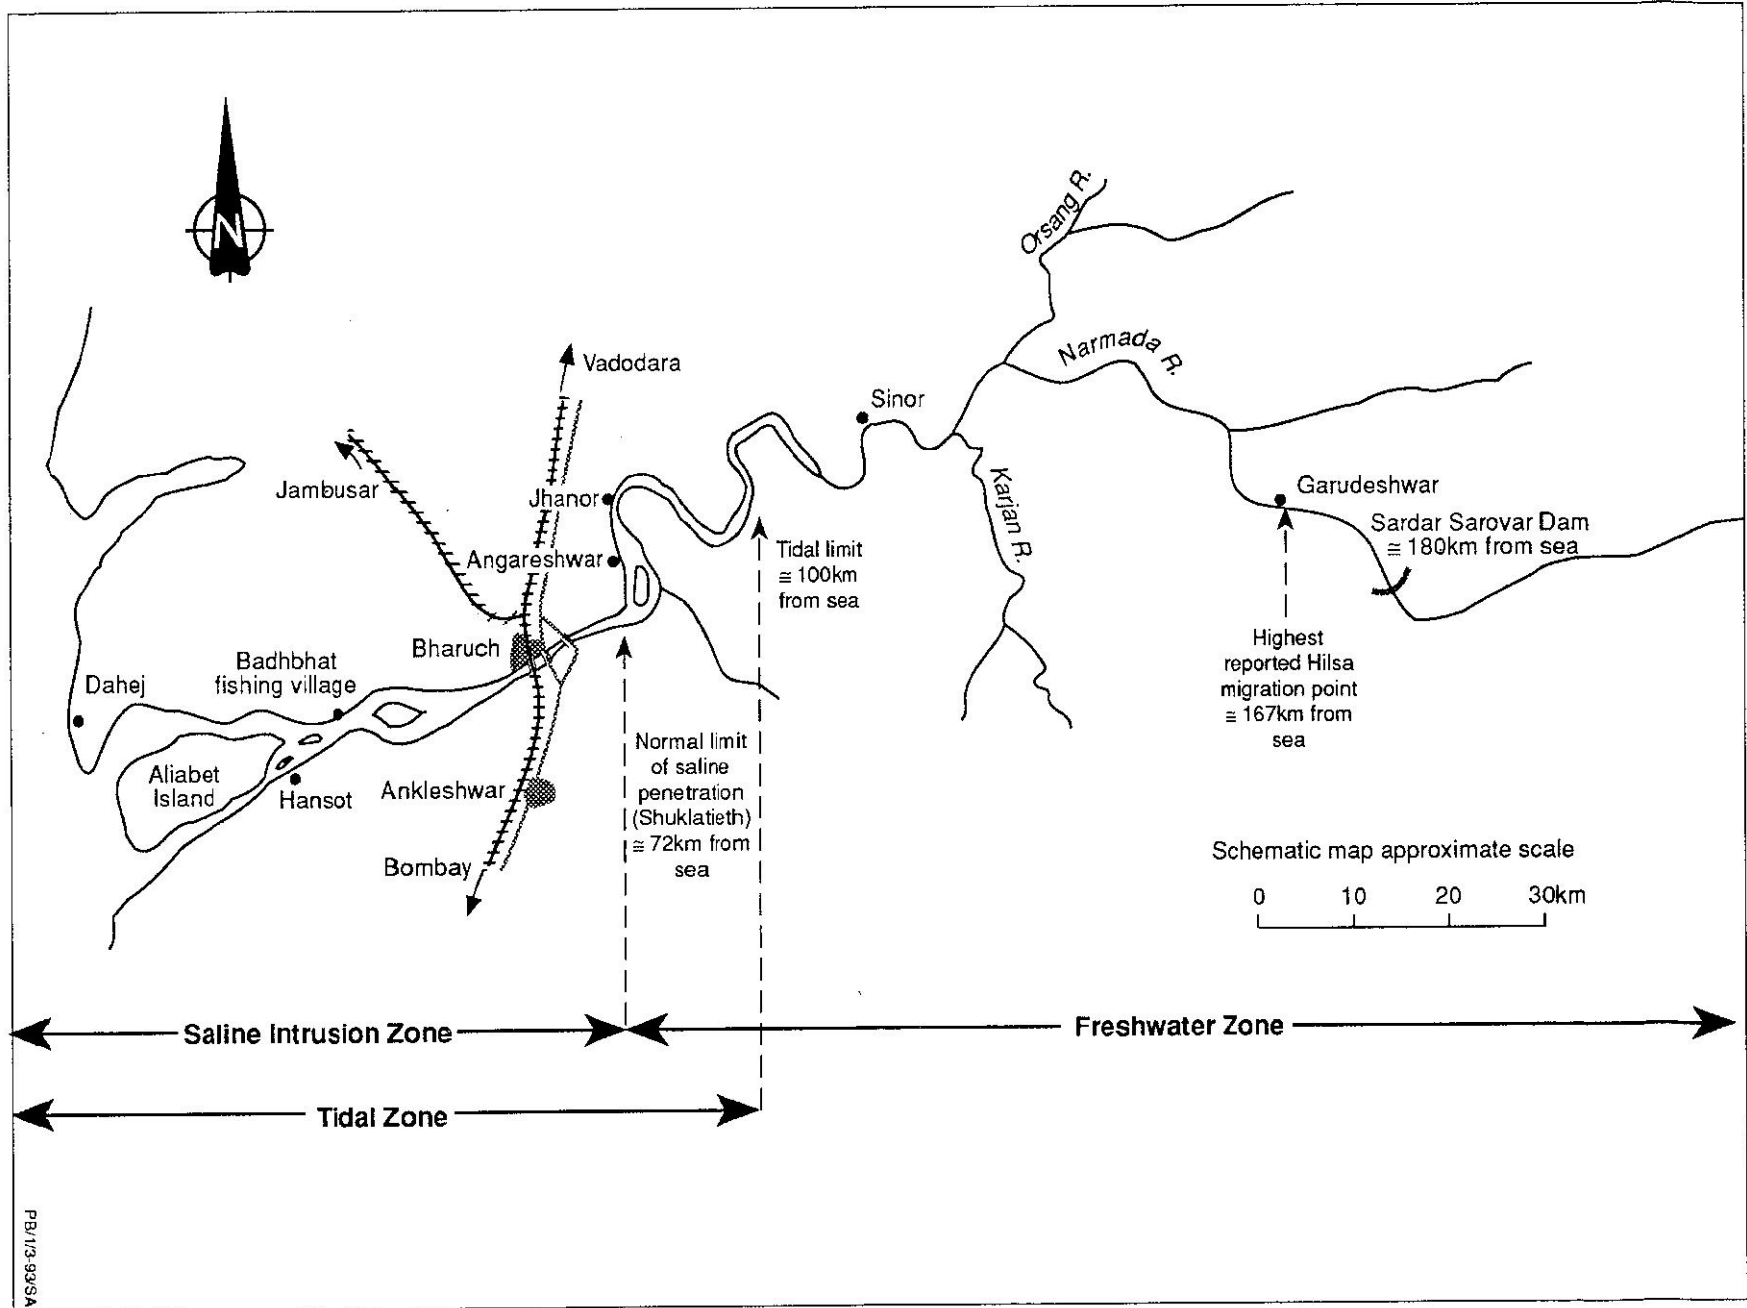 N
Orsang R.
Narmada R.
Vadodara
Sinor
Jambusar
Jhanor
Karjan R.
Garudeshwar
Sardar Sarovar Dam
≅ 180km from sea
Angareshwar
Tidal limit
≅ 100km
from sea
Bharuch
Highest
reported Hilsa
migration point
≅ 167km from
sea
Badhbhat
fishing village
Dahej
Normal limit
of saline
penetration
(Shuklatieth)
≅ 72km from
sea
Aliabet
Island
Hansot
Ankleshwar
Bombay
Schematic map approximate scale
0 10 20 30km
Saline Intrusion Zone
Freshwater Zone
Tidal Zone
PB/1/3-93/SA